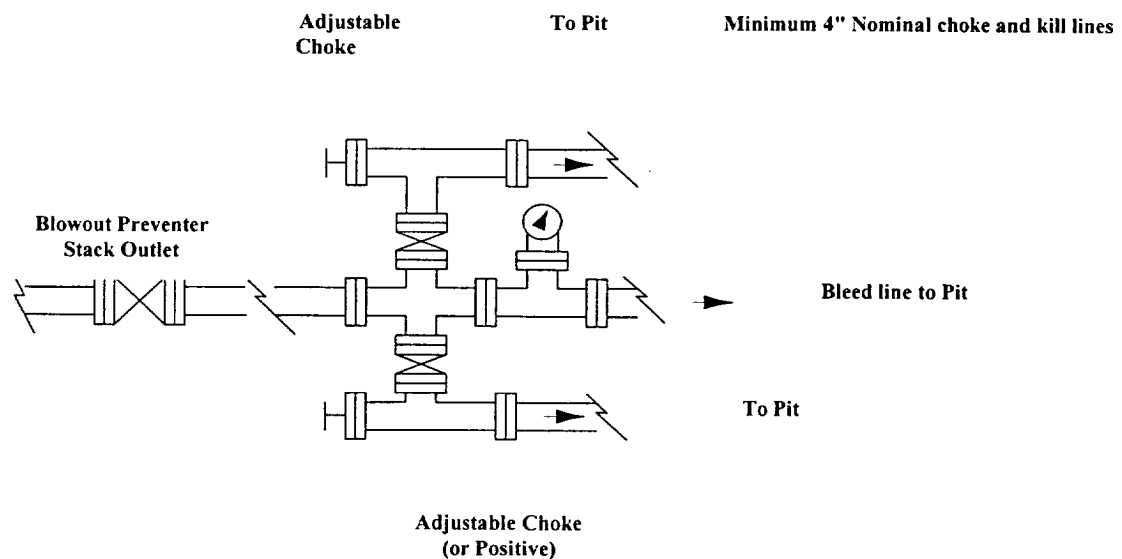 Adjustable
Choke
To Pit
Minimum 4" Nominal choke and kill lines
Blowout Preventer
Stack Outlet
Bleed line to Pit
To Pit
Adjustable Choke
(or Positive)